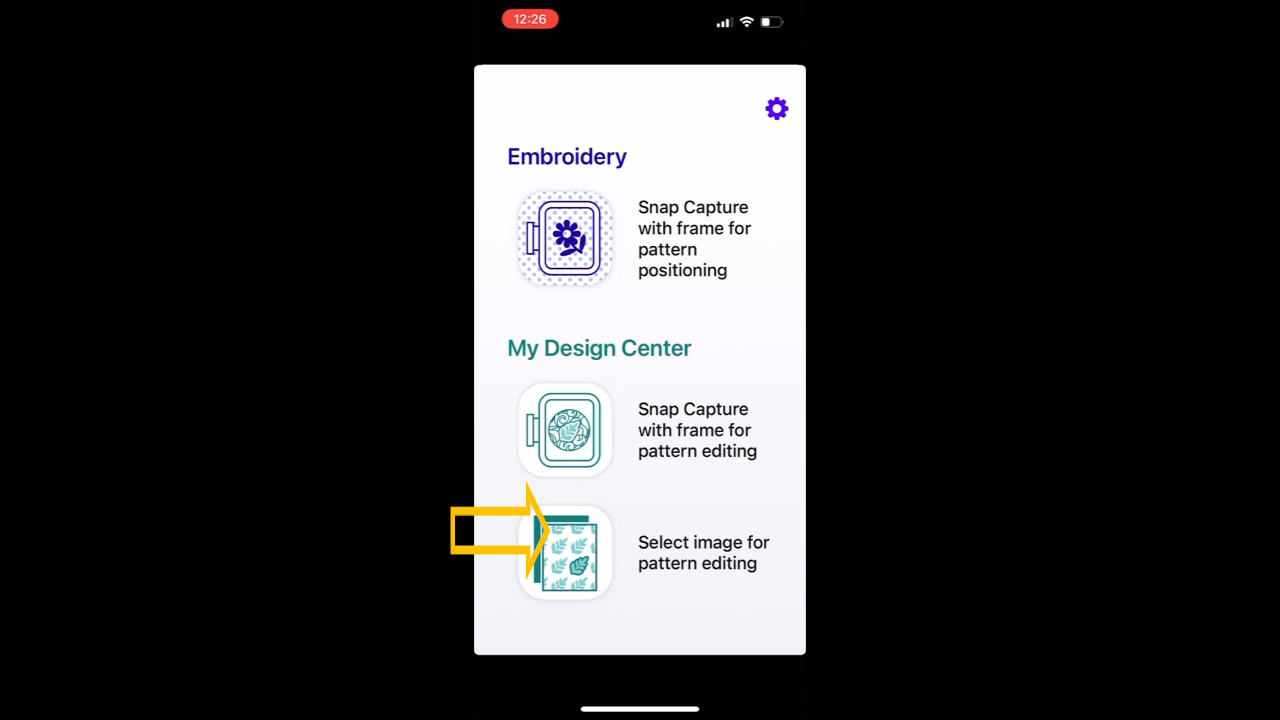 12:26
Embroidery
Snap Capture
with frame for
pattern
positioning
My Design Center
Snap Capture
with frame for
pattern editing
Select image for
pattern editing